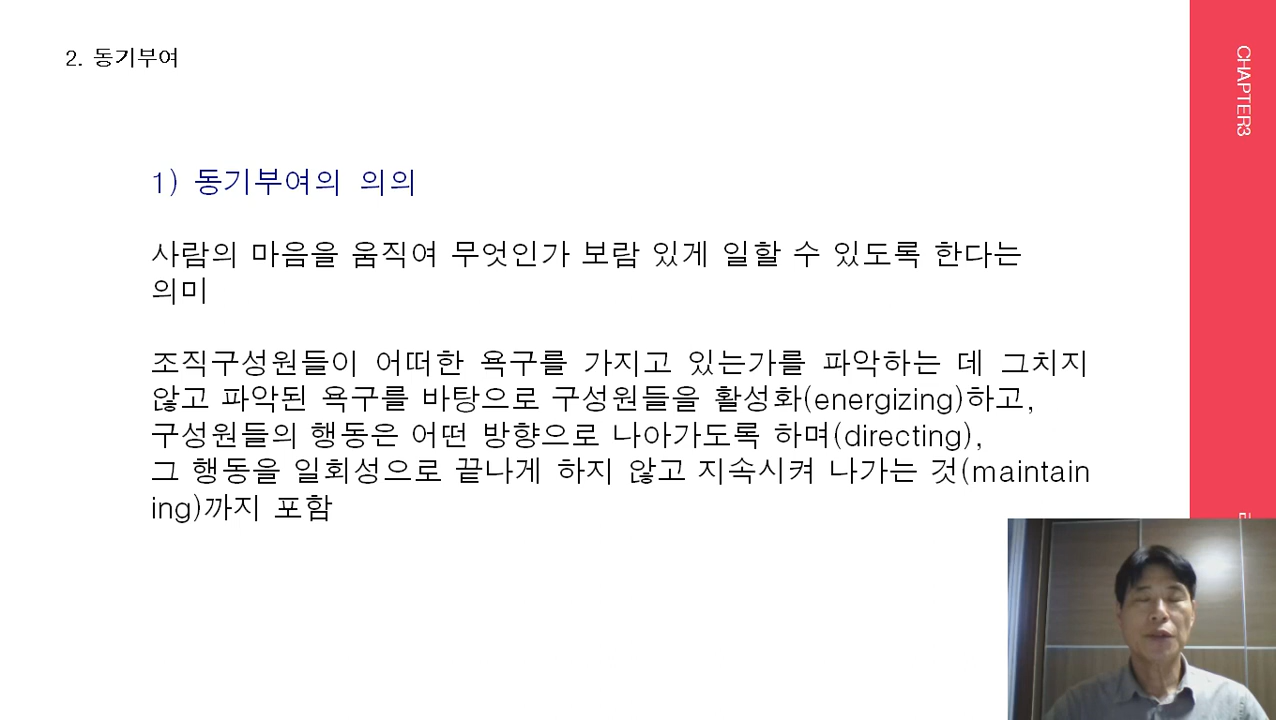 2. 동기부여
CHAPTER3
1) 동기부여의 의의
사람의 마음을 움직여 무엇인가 보람 있게 일할 수 있도록 한다는
의미
조직구성원들이 어떠한 욕구를 가지고 있는가를 파악하는 데 그치지
않고 파악된 욕구를 바탕으로 구성원들을 활성화(energizing)하고,
구성원들의 행동은 어떤 방향으로 나아가도록 하며(directing),
그 행동을 일회성으로 끝나게 하지 않고 지속시켜 나가는 것(maintain
ing)까지 포함